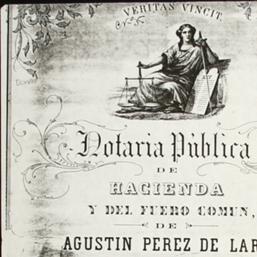 VERITAS VINCIT.
Notaria Pública
DE
HACIENDA
Y DEL FUERO COMUN,
DE
AGUSTIN PEREZ DE LAR